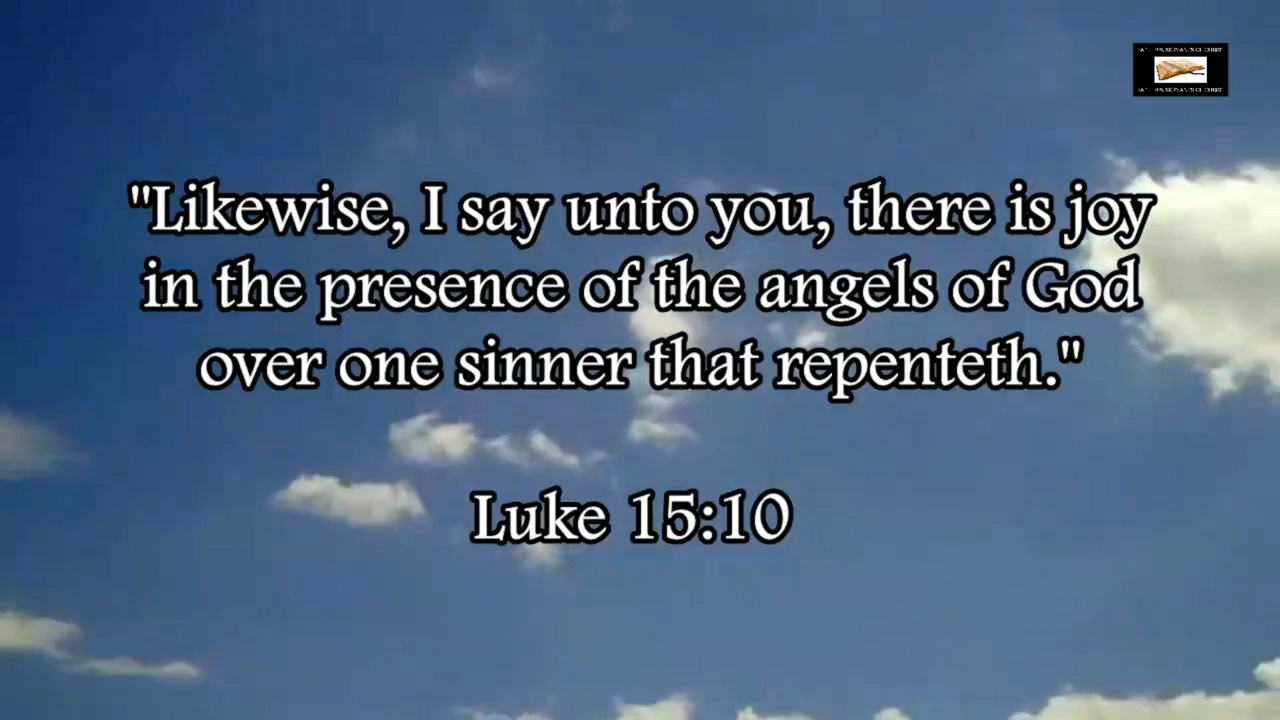 "Likewise, I say unto you, there is joy
in the presence of the angels of God
over one sinner that repenteth."
Luke 15:10